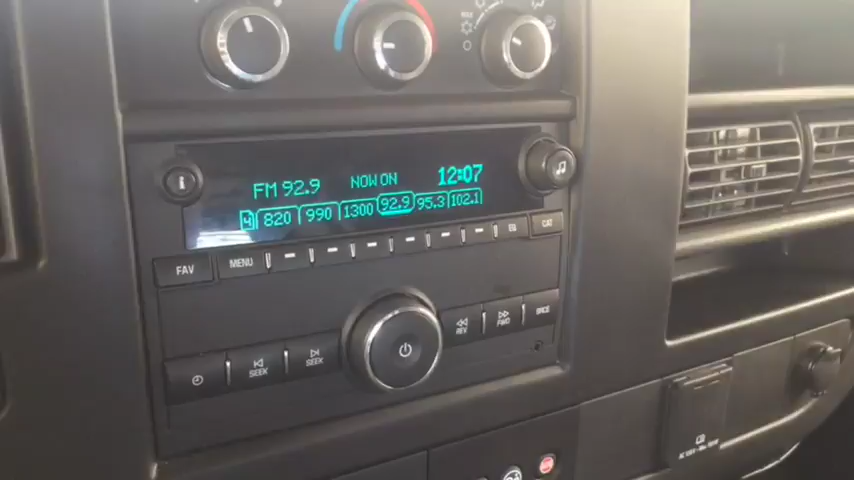 FM 92.9 NOW ON 12:07
4 820 990 1300 92.9 95.3 102.1
FAV MENU EQ CAT
SEEK SEEK REV FWD